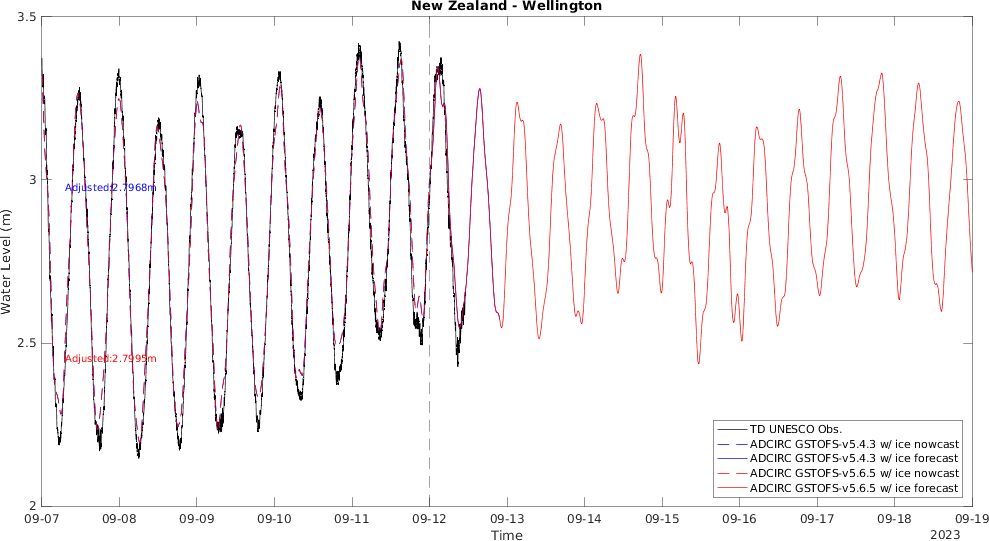 New Zealand - Wellington
3.5
3
2.5
2
Water Level (m)
Adjusted:2.7968m
Adjusted:2.7995m
TD UNESCO Obs.
ADCIRC GSTOFS-v5.4.3 w/ ice nowcast
ADCIRC GSTOFS-v5.4.3 w/ ice forecast
ADCIRC GSTOFS-v5.6.5 w/ ice nowcast
ADCIRC GSTOFS-v5.6.5 w/ ice forecast
09-07 09-08 09-09 09-10 09-11 09-12 09-13 09-14 09-15 09-16 09-17 09-18 09-19
Time
2023